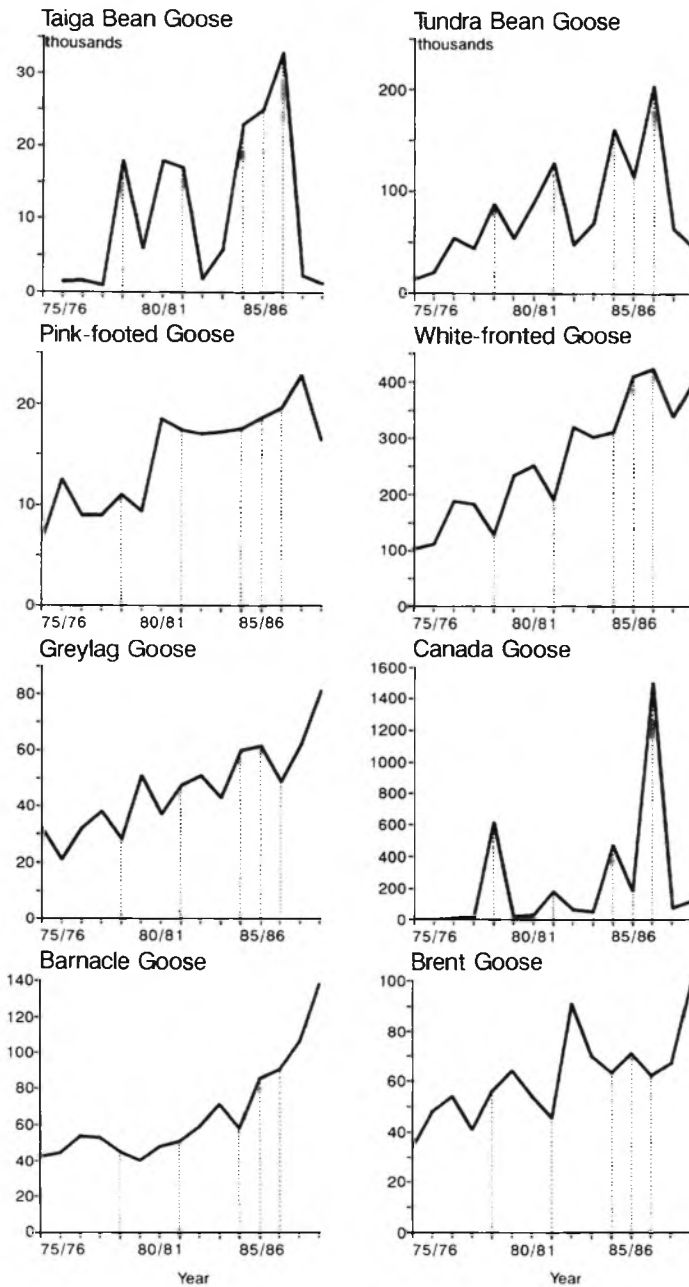 Taiga Bean Goose
thousands
30
20
10
0
75/76 80/81 85/86
Tundra Bean Goose
thousands
200
100
0
75/76 80/81 85/86
Pink-footed Goose
20
10
0
75/76 80/81 85/86
White-fronted Goose
400
300
200
100
0
75/76 80/81 85/86
Greylag Goose
80
60
40
20
0
75/76 80/81 85/86
Canada Goose
1600
1400
1200
1000
800
600
400
200
0
75/76 80/81 85/86
Barnacle Goose
140
120
100
80
60
40
20
0
75/76 80/81 85/86
Year
Brent Goose
100
80
60
40
20
0
75/76 80/81 85/86
Year